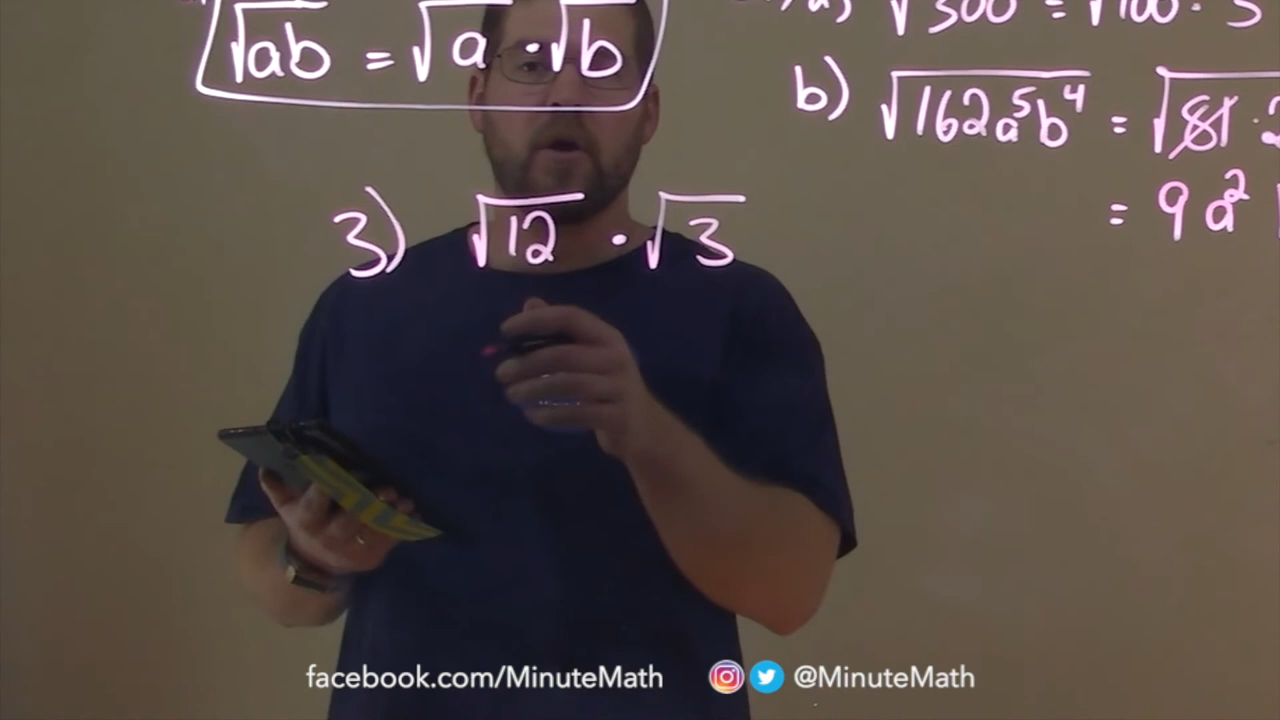 √ab = √a · √b
√300 = √100 · 3
b) √162a⁵b⁴ = √81 · 2
= 9a²
3) √12 · √3
facebook.com/MinuteMath @MinuteMath